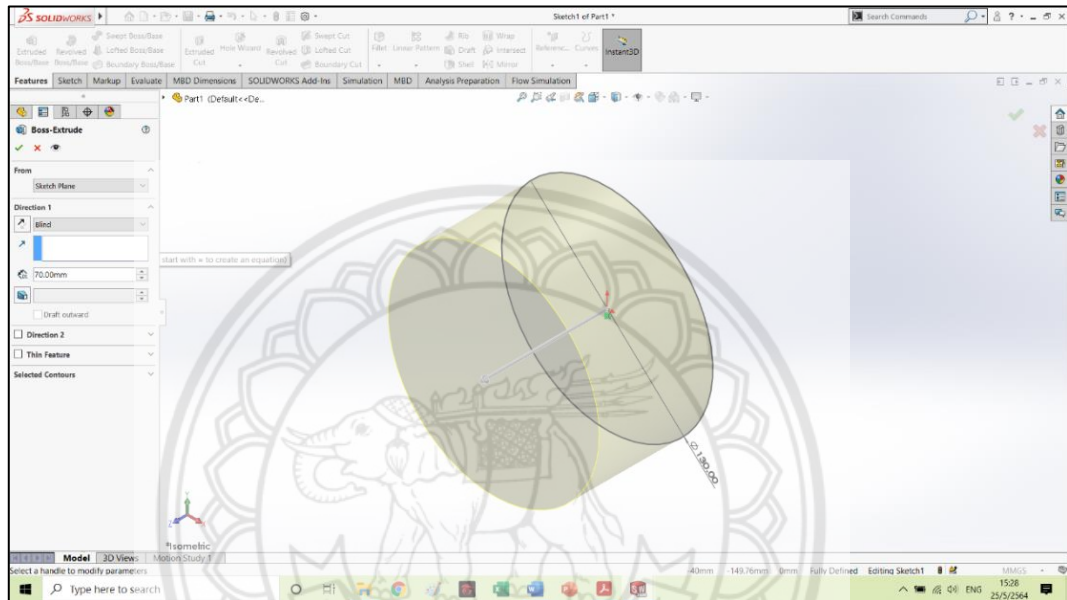 SOLIDWORKS
Sketch1 of Part1 *
Search Commands
Extruded Boss/Base
Revolved Boss/Base
Swept Boss/Base
Lofted Boss/Base
Boundary Boss/Base
Extruded Cut
Hole Wizard
Revolved Cut
Swept Cut
Lofted Cut
Boundary Cut
Fillet
Linear Pattern
Rib
Draft
Shell
Wrap
Intersect
Mirror
Referenc...
Curves
Instant3D
Features Sketch Markup Evaluate MBD Dimensions SOLIDWORKS Add-Ins Simulation MBD Analysis Preparation Flow Simulation
Part1 (Default<<De...
Boss-Extrude
From
Sketch Plane
Direction 1
Blind
start with = to create an equation)
70.00mm
Draft outward
Direction 2
Thin Feature
Selected Contours
∅ 130.00
*Isometric
Model 3D Views Motion Study 1
Select a handle to modify parameters
-40mm -149.76mm 0mm Fully Defined Editing Sketch1 MMGS
Type here to search
ENG
15:28
25/5/2564